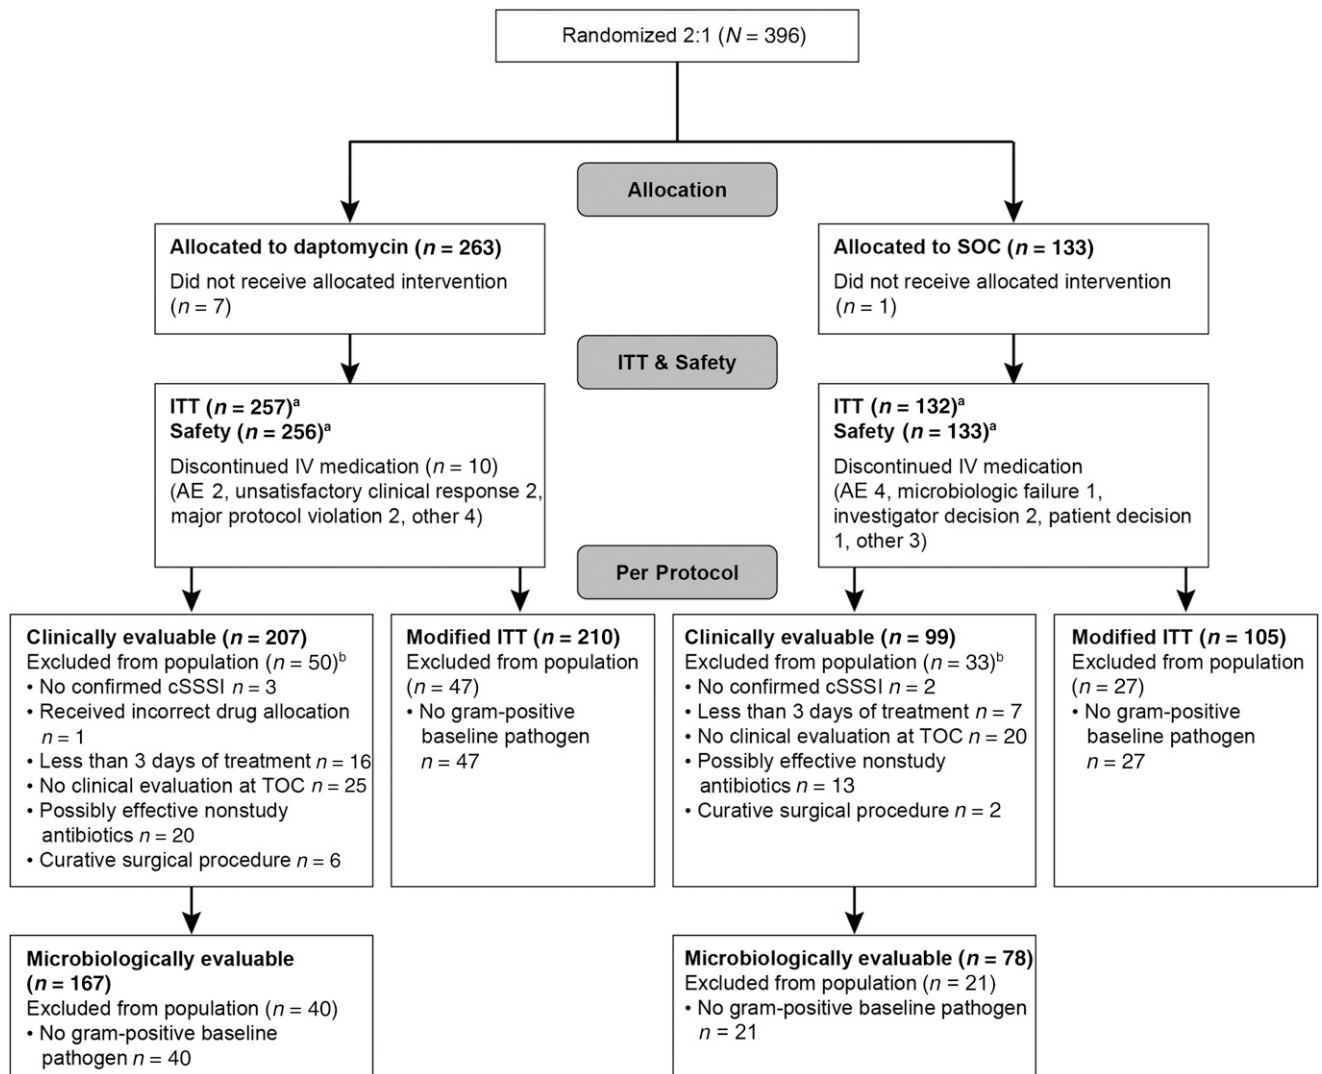 Randomized 2:1 (N = 396)
Allocation
Allocated to daptomycin (n = 263)
Did not receive allocated intervention
(n = 7)
Allocated to SOC (n = 133)
Did not receive allocated intervention
(n = 1)
ITT & Safety
ITT (n = 257)ᵃ
Safety (n = 256)ᵃ
Discontinued IV medication (n = 10)
(AE 2, unsatisfactory clinical response 2,
major protocol violation 2, other 4)
ITT (n = 132)ᵃ
Safety (n = 133)ᵃ
Discontinued IV medication
(AE 4, microbiologic failure 1,
investigator decision 2, patient decision
1, other 3)
Per Protocol
Clinically evaluable (n = 207)
Excluded from population (n = 50)ᵇ
• No confirmed cSSSI n = 3
• Received incorrect drug allocation
n = 1
• Less than 3 days of treatment n = 16
• No clinical evaluation at TOC n = 25
• Possibly effective nonstudy
antibiotics n = 20
• Curative surgical procedure n = 6
Modified ITT (n = 210)
Excluded from population
(n = 47)
• No gram-positive
baseline pathogen
n = 47
Clinically evaluable (n = 99)
Excluded from population (n = 33)ᵇ
• No confirmed cSSSI n = 2
• Less than 3 days of treatment n = 7
• No clinical evaluation at TOC n = 20
• Possibly effective nonstudy
antibiotics n = 13
• Curative surgical procedure n = 2
Modified ITT (n = 105)
Excluded from population
(n = 27)
• No gram-positive
baseline pathogen
n = 27
Microbiologically evaluable
(n = 167)
Excluded from population (n = 40)
• No gram-positive baseline
pathogen n = 40
Microbiologically evaluable (n = 78)
Excluded from population (n = 21)
• No gram-positive baseline pathogen
n = 21